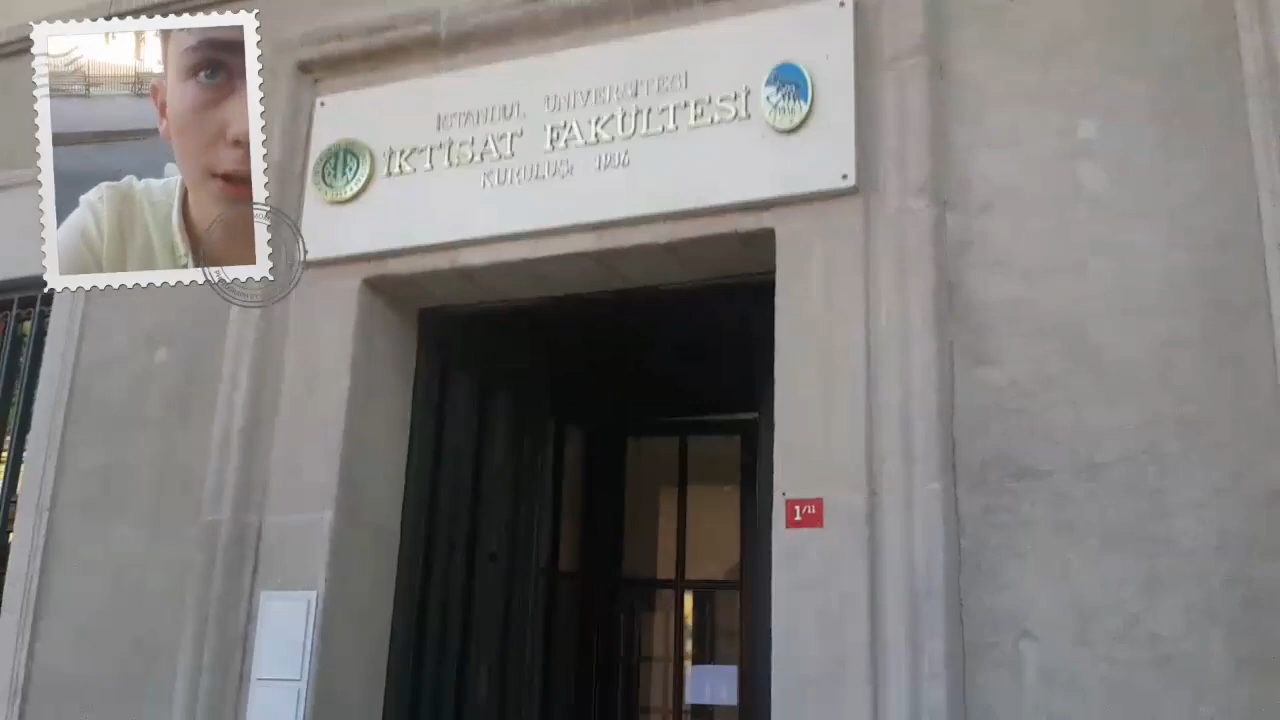 İSTANBUL ÜNİVERSİTESİ
İKTİSAT FAKÜLTESİ
KURULUŞ: 1936
1/11